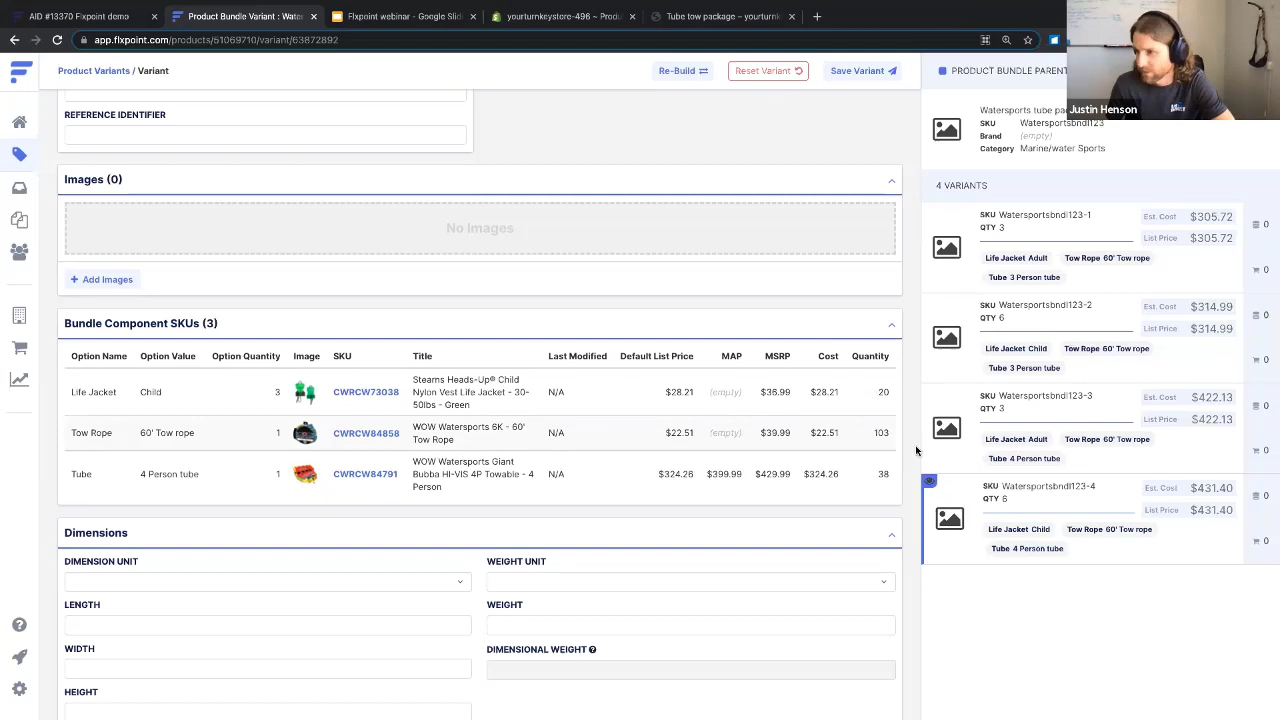 AID #13370 Flxpoint demo
Product Bundle Variant : Wate
Flxpoint webinar - Google Slid
yourturnkeystore-496 ~ Produ
Tube tow package – yourturnk
app.flxpoint.com/products/51069710/variant/63872892
Product Variants / Variant
Re-Build
Reset Variant
Save Variant
REFERENCE IDENTIFIER
Images (0)
No Images
+ Add Images
Bundle Component SKUs (3)
Option Name Option Value Option Quantity Image SKU Title Last Modified Default List Price MAP MSRP Cost Quantity
Life Jacket Child 3 CWRCW73038 Stearns Heads-Up® Child Nylon Vest Life Jacket - 30-50lbs - Green N/A $28.21 (empty) $36.99 $28.21 20
Tow Rope 60' Tow rope 1 CWRCW84858 WOW Watersports 6K - 60' Tow Rope N/A $22.51 (empty) $39.99 $22.51 103
Tube 4 Person tube 1 CWRCW84791 WOW Watersports Giant Bubba HI-VIS 4P Towable - 4 Person N/A $324.26 $399.99 $429.99 $324.26 38
Dimensions
DIMENSION UNIT
WEIGHT UNIT
LENGTH
WEIGHT
WIDTH
DIMENSIONAL WEIGHT
HEIGHT
PRODUCT BUNDLE PARENT
Watersports tube pa
SKU Watersportsbndl123
Brand (empty)
Category Marine/water Sports
4 VARIANTS
SKU Watersportsbndl123-1
QTY 3
Est. Cost $305.72
List Price $305.72
Life Jacket Adult Tow Rope 60' Tow rope
Tube 3 Person tube
0
0
SKU Watersportsbndl123-2
QTY 6
Est. Cost $314.99
List Price $314.99
Life Jacket Child Tow Rope 60' Tow rope
Tube 3 Person tube
0
0
SKU Watersportsbndl123-3
QTY 3
Est. Cost $422.13
List Price $422.13
Life Jacket Adult Tow Rope 60' Tow rope
Tube 4 Person tube
0
0
SKU Watersportsbndl123-4
QTY 6
Est. Cost $431.40
List Price $431.40
Life Jacket Child Tow Rope 60' Tow rope
Tube 4 Person tube
0
0
Justin Henson